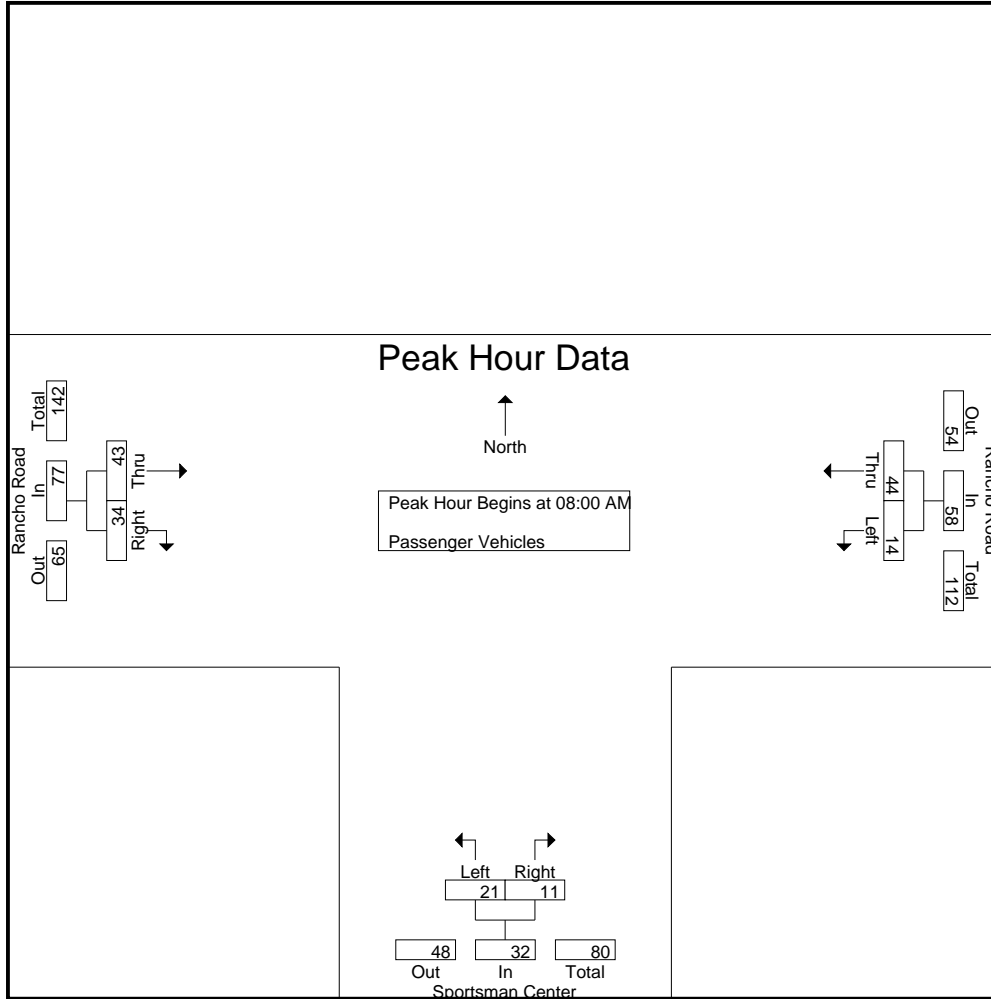 Peak Hour Data
North
Peak Hour Begins at 08:00 AM
Passenger Vehicles
Rancho Road
Total
142
In
77
Out
65
43
Thru
34
Right
Rancho Road
Out
54
In
58
Total
112
Thru
44
Left
14
Left Right
21 11
48 32 80
Out In Total
Sportsman Center